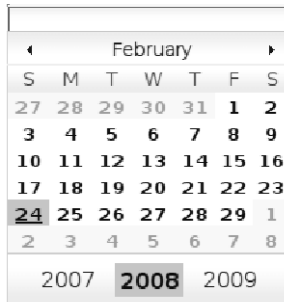 February
S M T W T F S
27 28 29 30 31 1 2
3 4 5 6 7 8 9
10 11 12 13 14 15 16
17 18 19 20 21 22 23
24 25 26 27 28 29 1
2 3 4 5 6 7 8
2007 2008 2009